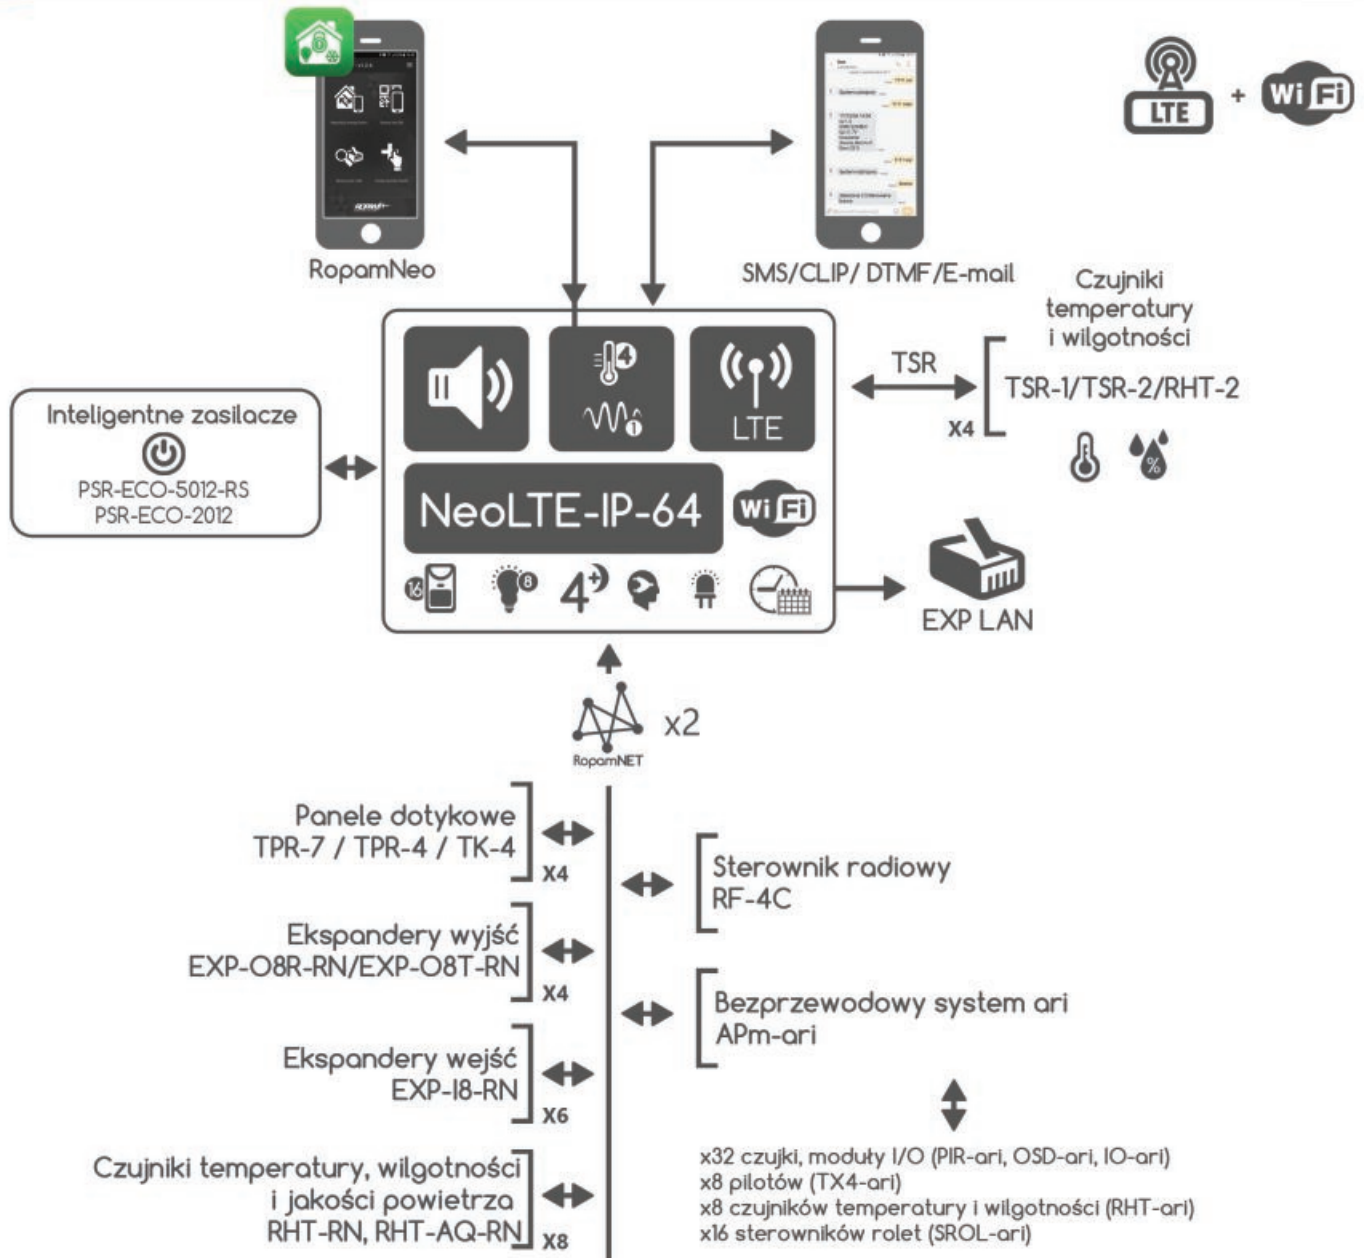 LTE
+
Wi Fi
RopamNeo
SMS/CLIP/ DTMF/E-mail
Czujniki
temperatury
i wilgotności
TSR
TSR-1/TSR-2/RHT-2
X4
%
4
1
LTE
Inteligentne zasilacze
PSR-ECO-5012-RS
PSR-ECO-2012
NeoLTE-IP-64
Wi Fi
16
8
4+
EXP LAN
x2
RopamNET
Panele dotykowe
TPR-7 / TPR-4 / TK-4
X4
Sterownik radiowy
RF-4C
Ekspandery wyjść
EXP-O8R-RN/EXP-O8T-RN
X4
Bezprzewodowy system ari
APm-ari
Ekspandery wejść
EXP-I8-RN
X6
Czujniki temperatury, wilgotności
i jakości powietrza
RHT-RN, RHT-AQ-RN
X8
x32 czujki, moduły I/O (PIR-ari, OSD-ari, IO-ari)
x8 pilotów (TX4-ari)
x8 czujników temperatury i wilgotności (RHT-ari)
x16 sterowników rolet (SROL-ari)